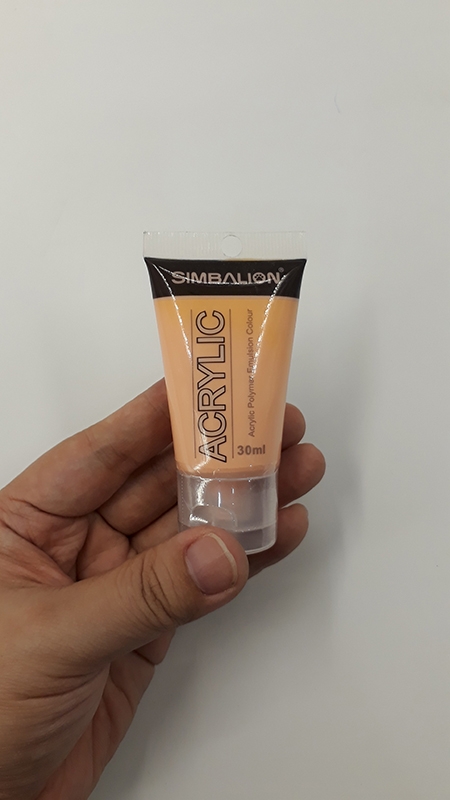 SIMBALION®
ACRYLIC
Acrylic Polymer Emulsion Colour
30ml